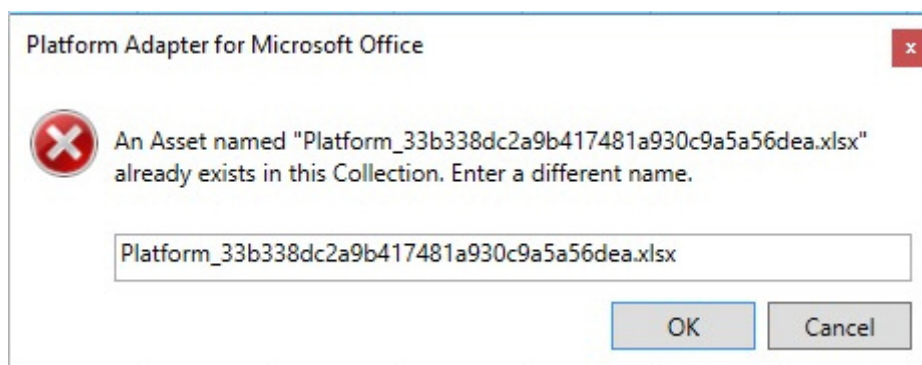 Platform Adapter for Microsoft Office
x
An Asset named "Platform_33b338dc2a9b417481a930c9a5a56dea.xlsx"
already exists in this Collection. Enter a different name.
Platform_33b338dc2a9b417481a930c9a5a56dea.xlsx
OK Cancel